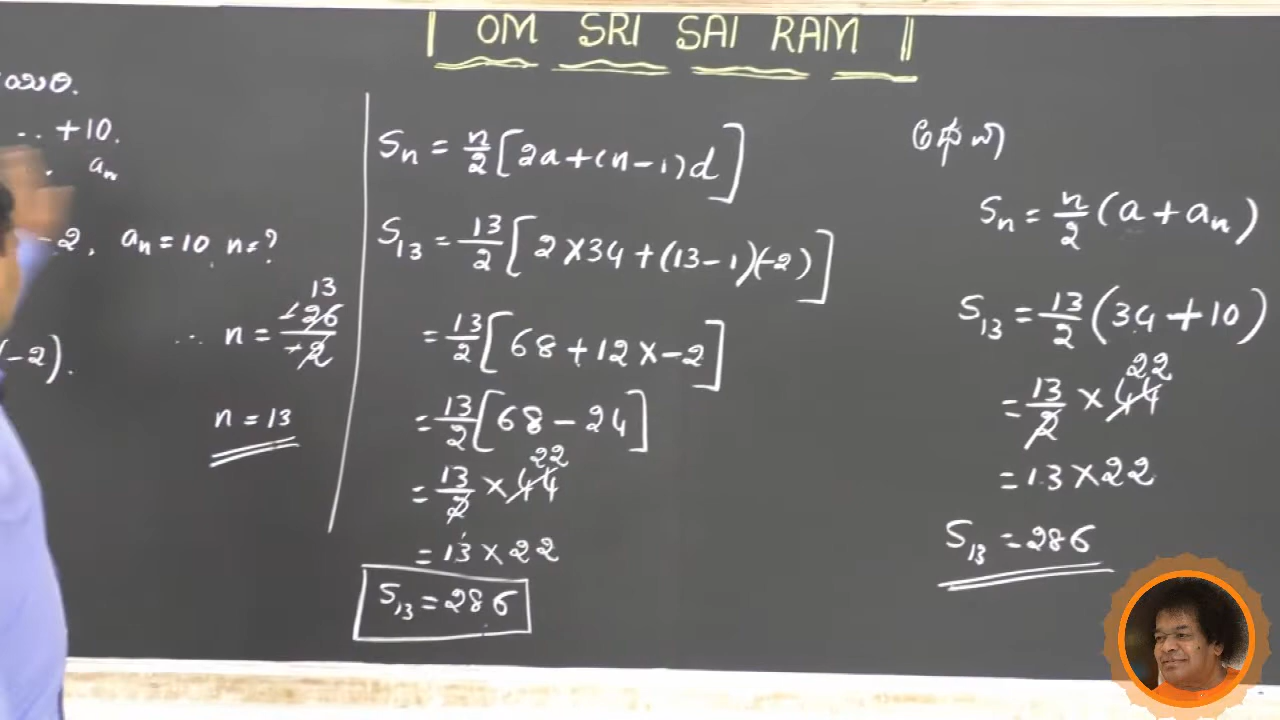 || OM SRI SAI RAM ||
.. +10.
aₙ
-2, aₙ = 10, n = ?
13
n = -26/-2
(-2).
n = 13
Sₙ = n/2 [2a + (n-1)d]
S₁₃ = 13/2 [2×34 + (13-1)(-2)]
= 13/2 [68 + 12 × -2]
= 13/2 [68 - 24]
22
= 13/2 × 44
= 13 × 22
S₁₃ = 286
ಅಥವಾ
Sₙ = n/2 (a + aₙ)
S₁₃ = 13/2 (34 + 10)
22
= 13/2 × 44
= 13 × 22
S₁₃ = 286